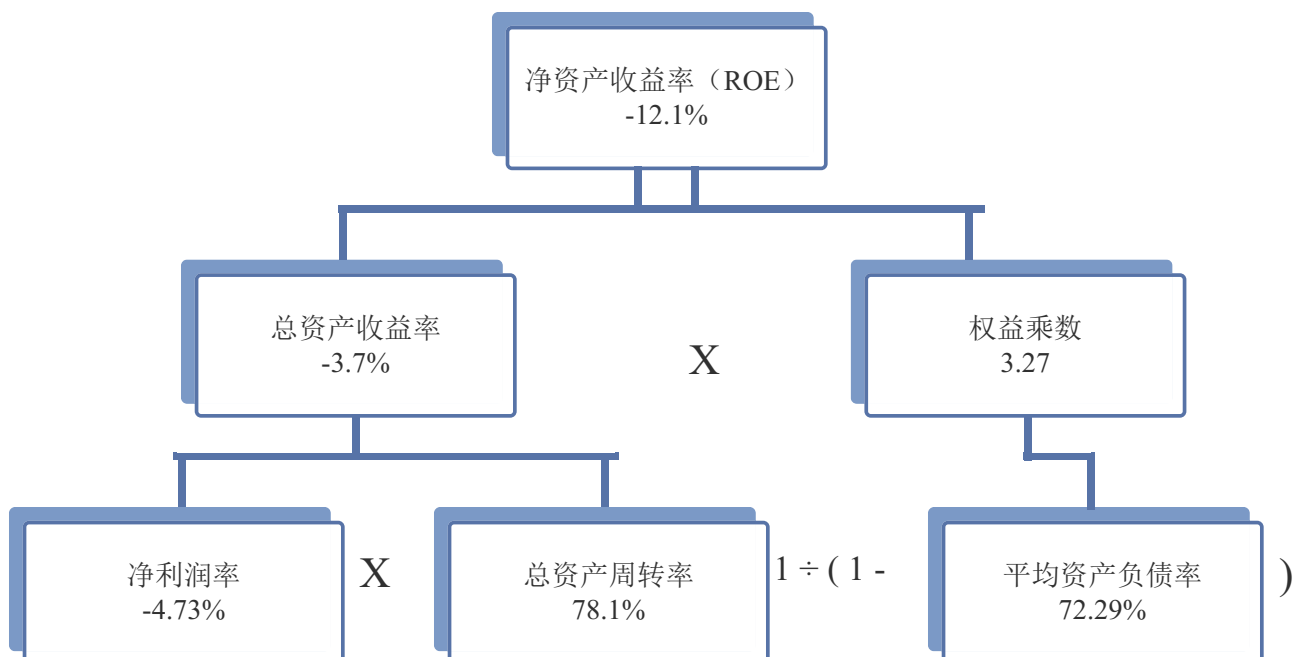 净资产收益率（ROE）
-12.1%
总资产收益率
-3.7%
X
权益乘数
3.27
净利润率
-4.73%
X
总资产周转率
78.1%
1 ÷ ( 1 -
平均资产负债率
72.29%
)